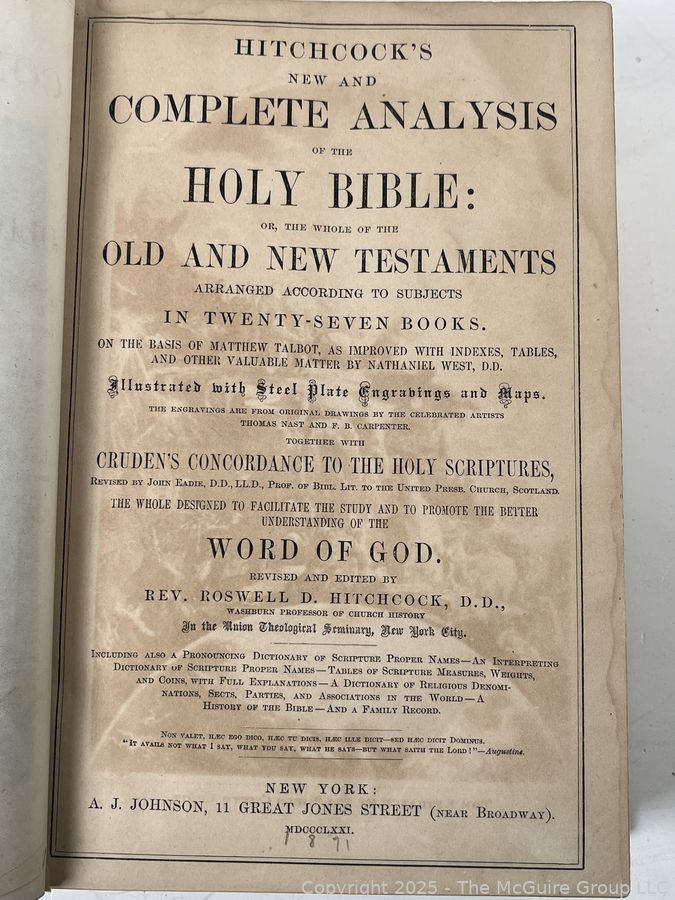 HITCHCOCK'S
NEW AND
COMPLETE ANALYSIS
OF THE
HOLY BIBLE:
OR, THE WHOLE OF THE
OLD AND NEW TESTAMENTS
ARRANGED ACCORDING TO SUBJECTS
IN TWENTY-SEVEN BOOKS.
ON THE BASIS OF MATTHEW TALBOT, AS IMPROVED WITH INDEXES, TABLES,
AND OTHER VALUABLE MATTER BY NATHANIEL WEST, D.D.
Illustrated with Steel Plate Engravings and Maps.
THE ENGRAVINGS ARE FROM ORIGINAL DRAWINGS BY THE CELEBRATED ARTISTS
THOMAS NAST AND F. B. CARPENTER.
TOGETHER WITH
CRUDEN'S CONCORDANCE TO THE HOLY SCRIPTURES,
REVISED BY JOHN EADIE, D.D., LL.D., PROF. OF BIBL. LIT. TO THE UNITED PRESB. CHURCH, SCOTLAND.
THE WHOLE DESIGNED TO FACILITATE THE STUDY AND TO PROMOTE THE BETTER
UNDERSTANDING OF THE
WORD OF GOD.
REVISED AND EDITED BY
REV. ROSWELL D. HITCHCOCK, D.D.,
WASHBURN PROFESSOR OF CHURCH HISTORY
In the Union Theological Seminary, New York City.
INCLUDING ALSO A PRONOUNCING DICTIONARY OF SCRIPTURE PROPER NAMES—AN INTERPRETING
DICTIONARY OF SCRIPTURE PROPER NAMES—TABLES OF SCRIPTURE MEASURES, WEIGHTS,
AND COINS, WITH FULL EXPLANATIONS—A DICTIONARY OF RELIGIOUS DENOMI-
NATIONS, SECTS, PARTIES, AND ASSOCIATIONS IN THE WORLD—A
HISTORY OF THE BIBLE—AND A FAMILY RECORD.
NON VALET, HÆC EGO DICO, HÆC TU DICIS, HÆC ILLE DICIT—SED HÆC DICIT DOMINUS.
"IT AVAILS NOT WHAT I SAY, WHAT YOU SAY, WHAT HE SAYS—BUT WHAT SAITH THE LORD!"—Augustine.
NEW YORK:
A. J. JOHNSON, 11 GREAT JONES STREET (NEAR BROADWAY).
MDCCCLXXI.
1 8 71
Copyright 2025 - The McGuire Group LLC